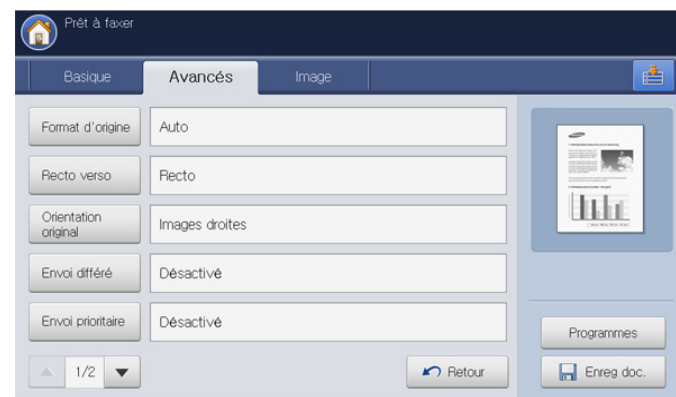 Prêt à faxer
Basique
Avancés
Image
Format d'origine
Auto
Recto verso
Recto
Orientation
original
Images droites
Envoi différé
Désactivé
Envoi prioritaire
Désactivé
Programmes
1/2
Retour
Enreg doc.